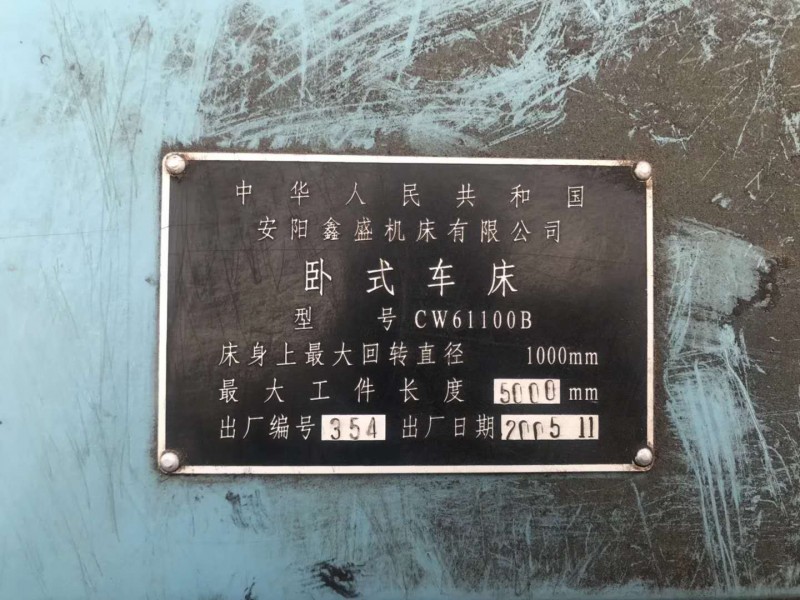 中华人民共和国
安阳鑫盛机床有限公司
卧式车床
型号 CW61100B
床身上最大回转直径 1000mm
最大工件长度 5000 mm
出厂编号 354 出厂日期 2005 11